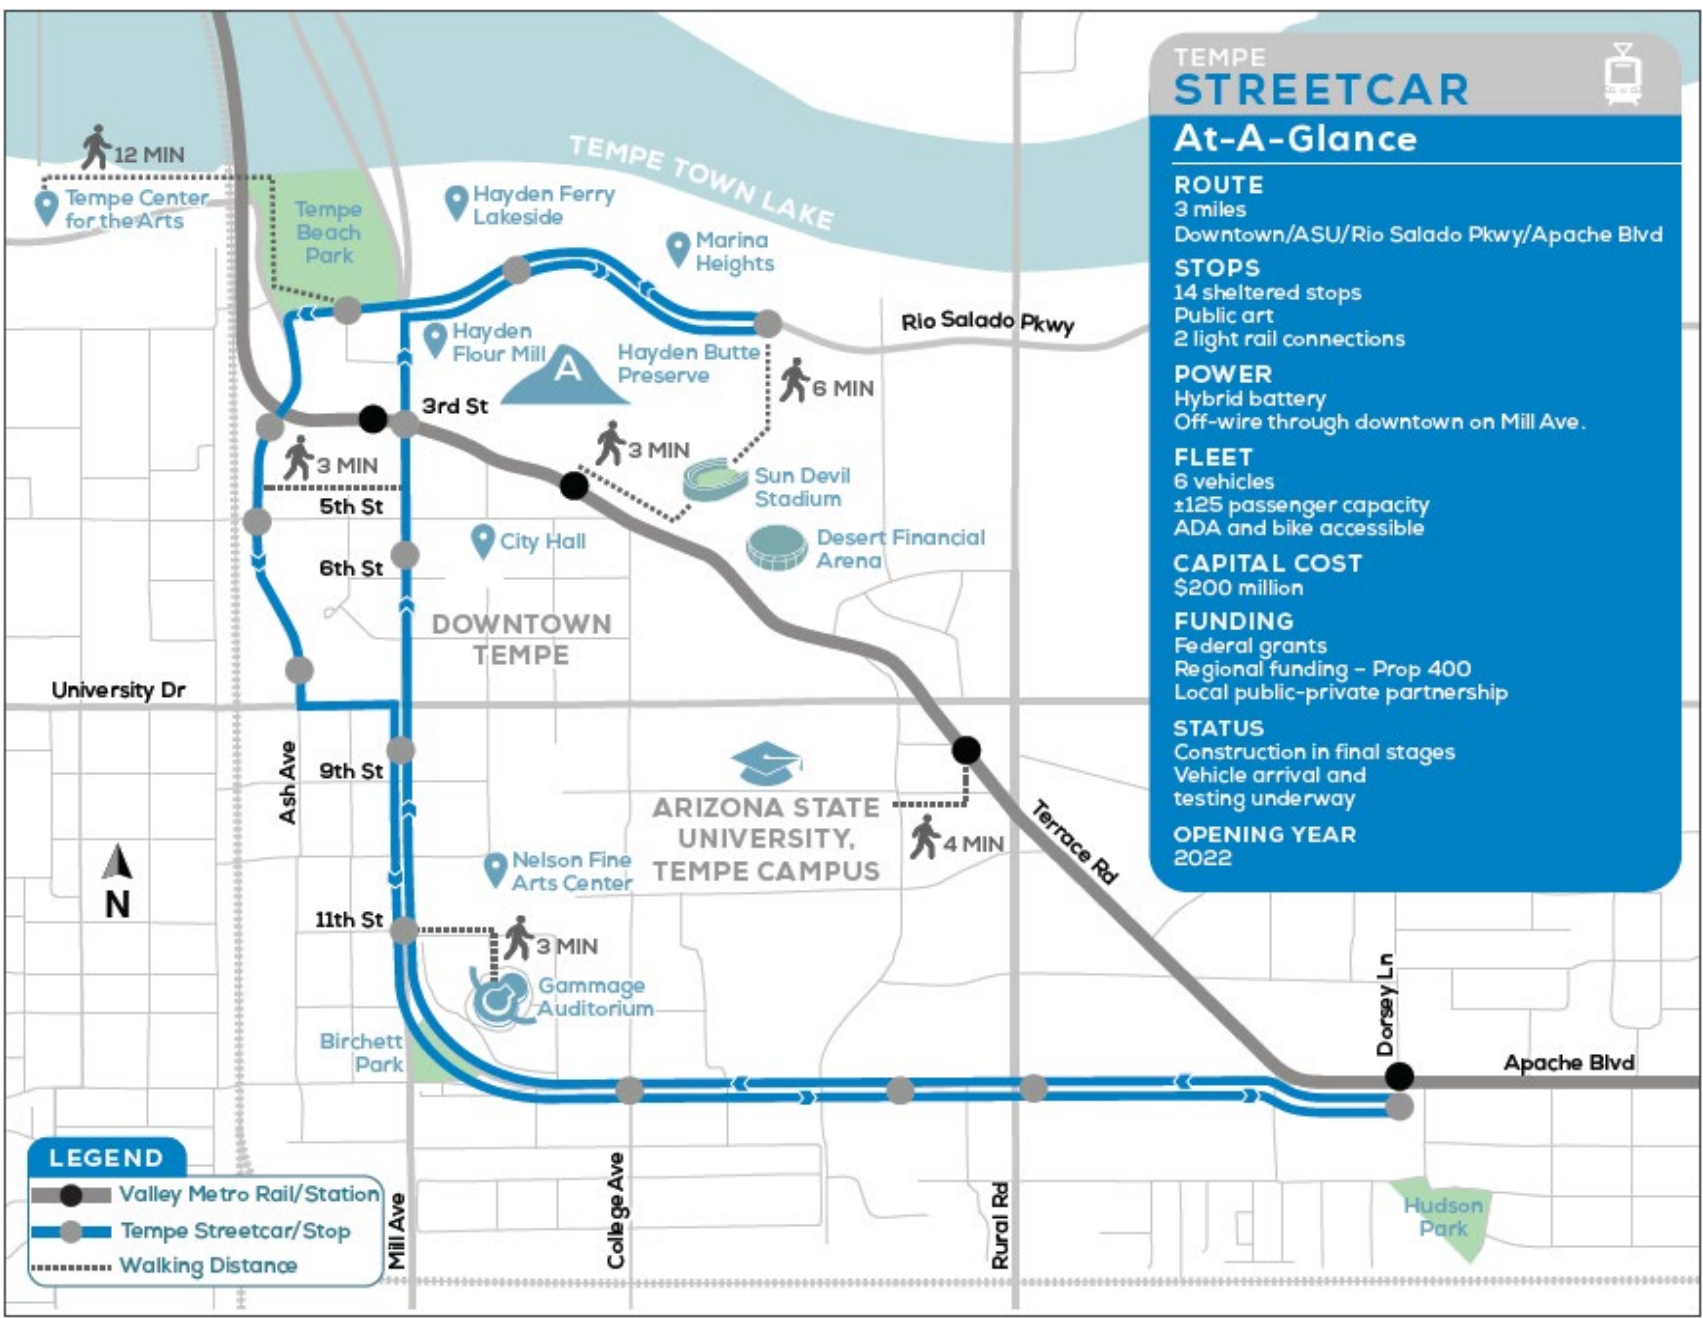 TEMPE
STREETCAR
At-A-Glance
ROUTE
3 miles
Downtown/ASU/Rio Salado Pkwy/Apache Blvd
STOPS
14 sheltered stops
Public art
2 light rail connections
POWER
Hybrid battery
Off-wire through downtown on Mill Ave.
FLEET
6 vehicles
±125 passenger capacity
ADA and bike accessible
CAPITAL COST
$200 million
FUNDING
Federal grants
Regional funding – Prop 400
Local public-private partnership
STATUS
Construction in final stages
Vehicle arrival and
testing underway
OPENING YEAR
2022
12 MIN
Tempe Center
for the Arts
Tempe
Beach
Park
Hayden Ferry
Lakeside
TEMPE TOWN LAKE
Marina
Heights
Rio Salado Pkwy
Hayden
Flour Mill
A
Hayden Butte
Preserve
6 MIN
3rd St
3 MIN
3 MIN
Sun Devil
Stadium
5th St
City Hall
Desert Financial
Arena
6th St
DOWNTOWN
TEMPE
University Dr
Ash Ave
9th St
ARIZONA STATE
UNIVERSITY,
TEMPE CAMPUS
4 MIN
Terrace Rd
N
Nelson Fine
Arts Center
11th St
3 MIN
Gammage
Auditorium
Birchett
Park
Dorsey Ln
Apache Blvd
Mill Ave
College Ave
Rural Rd
Hudson
Park
LEGEND
Valley Metro Rail/Station
Tempe Streetcar/Stop
Walking Distance